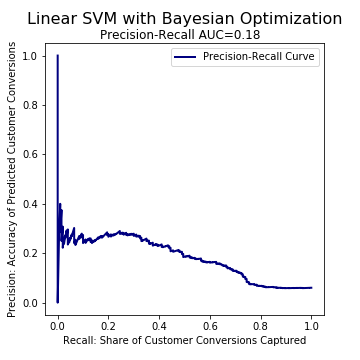 Linear SVM with Bayesian Optimization
Precision-Recall AUC=0.18
Precision-Recall Curve
Precision: Accuracy of Predicted Customer Conversions
1.0
0.8
0.6
0.4
0.2
0.0
0.0 0.2 0.4 0.6 0.8 1.0
Recall: Share of Customer Conversions Captured